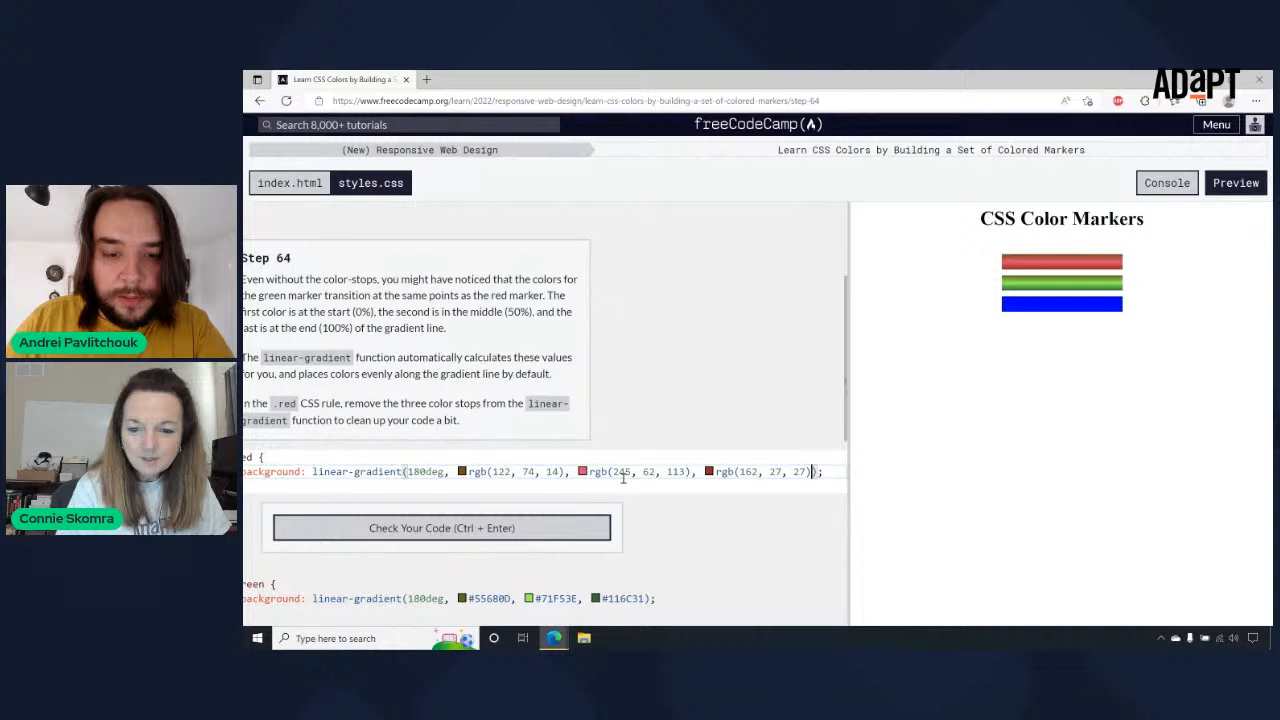 ADaPT
Learn CSS Colors by Building a S
https://www.freecodecamp.org/learn/2022/responsive-web-design/learn-css-colors-by-building-a-set-of-colored-markers/step-64
Search 8,000+ tutorials
freeCodeCamp
Menu
(New) Responsive Web Design
Learn CSS Colors by Building a Set of Colored Markers
index.html
styles.css
Console
Preview
CSS Color Markers
Step 64
Even without the color-stops, you might have noticed that the colors for
the green marker transition at the same points as the red marker. The
first color is at the start (0%), the second is in the middle (50%), and the
last is at the end (100%) of the gradient line.
The linear-gradient function automatically calculates these values
for you, and places colors evenly along the gradient line by default.
In the .red CSS rule, remove the three color stops from the linear-
gradient function to clean up your code a bit.
ed {
background: linear-gradient(180deg, rgb(122, 74, 14), rgb(245, 62, 113), rgb(162, 27, 27));
Check Your Code (Ctrl + Enter)
reen {
background: linear-gradient(180deg, #55680D, #71F53E, #116C31);
Andrei Pavlitchouk
Connie Skomra
Type here to search